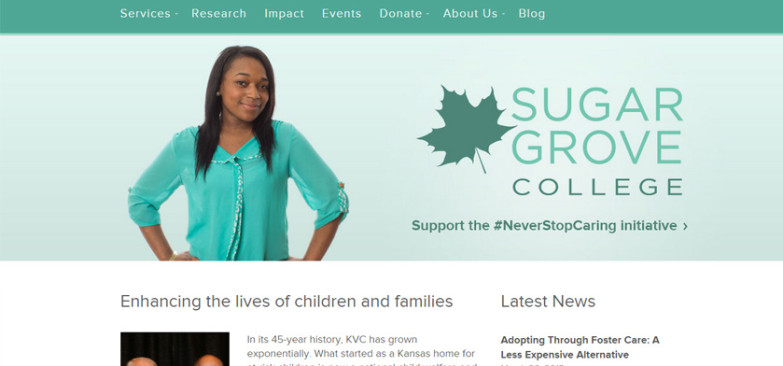 Services Research Impact Events Donate About Us Blog
SUGAR
GROVE
COLLEGE
Support the #NeverStopCaring initiative ›
Enhancing the lives of children and families
Latest News
In its 45-year history, KVC has grown
exponentially. What started as a Kansas home for
Adopting Through Foster Care: A
Less Expensive Alternative